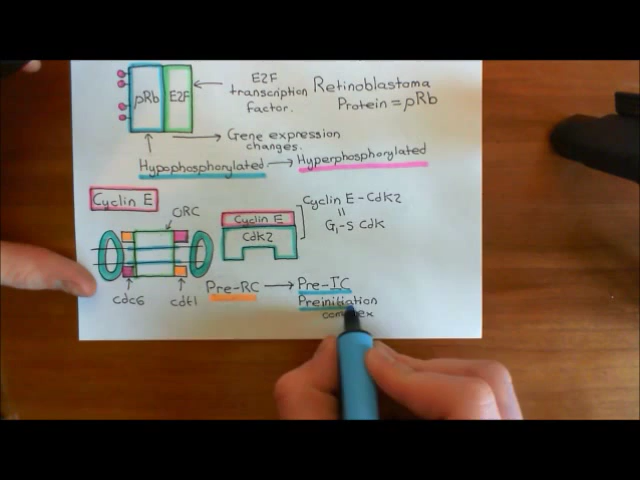 pRb
E2F
E2F
transcription
factor.
Retinoblastoma
Protein = pRb
Gene expression
changes.
Hypophosphorylated → Hyperphosphorylated
Cyclin E
ORC
cdc6
cdt1
Cyclin E
Cdk2
Cyclin E-Cdk2
=
G1-S Cdk
Pre-RC → Pre-IC
Preinitiation